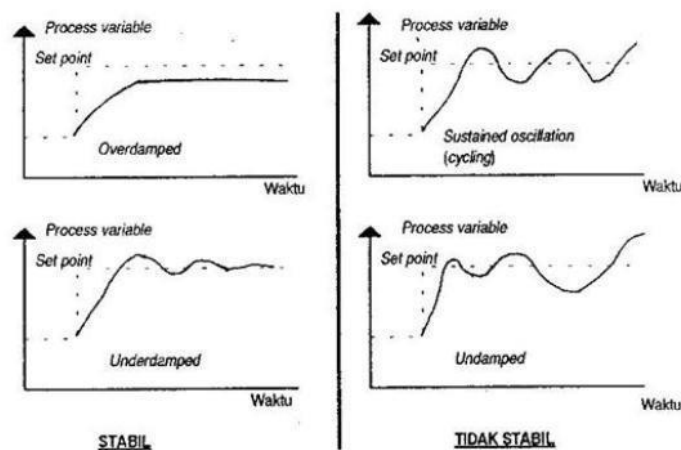 Process variable
Set point
Overdamped
Waktu
Process variable
Set point
Sustained oscillation
(cycling)
Waktu
Process variable
Set point
Underdamped
Waktu
STABIL
Process variable
Set point
Undamped
Waktu
TIDAK STABIL